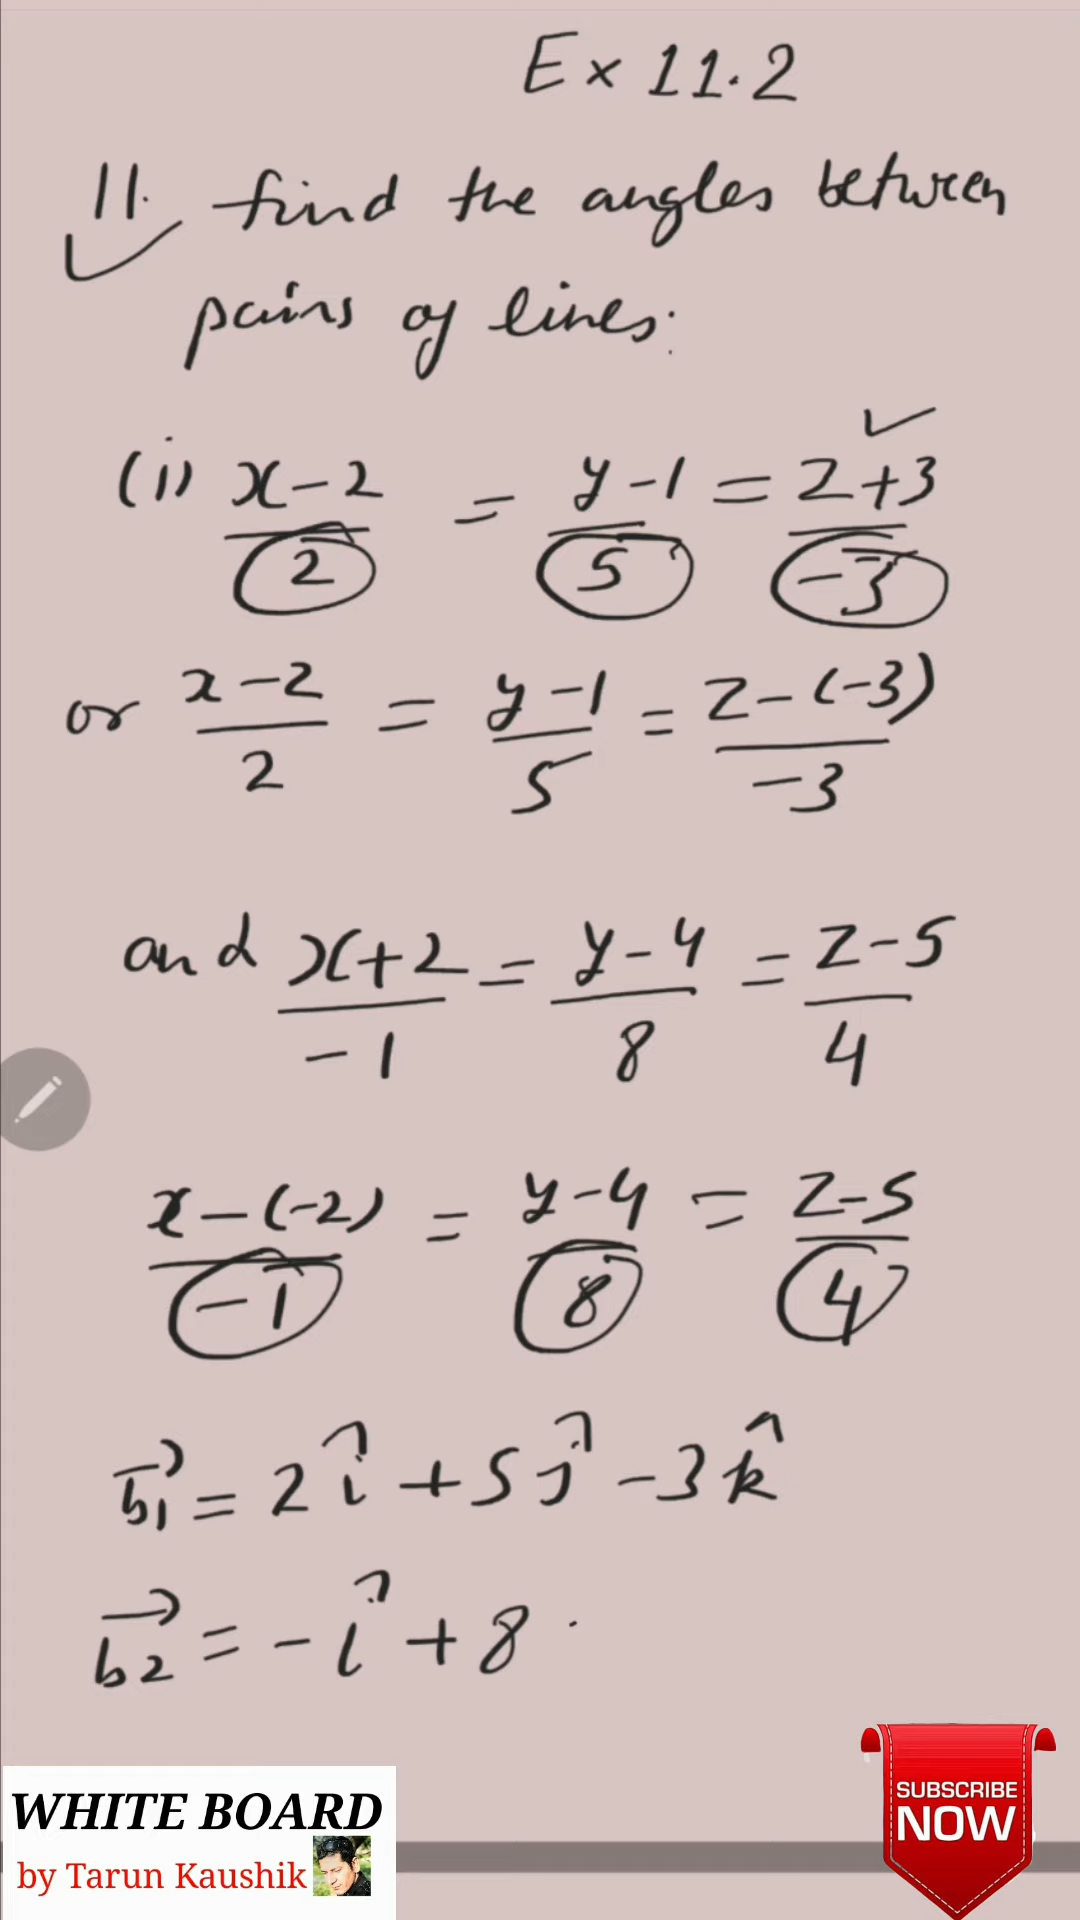 Ex 11.2
11. find the angles between
pairs of lines:
(i) x-2/2 = y-1/5 = z+3/-3
or x-2/2 = y-1/5 = z-(-3)/-3
and x+2/-1 = y-4/8 = z-5/4
x-(-2)/-1 = y-4/8 = z-5/4
b1→ = 2î + 5ĵ - 3k̂
b2→ = -î + 8
WHITE BOARD
by Tarun Kaushik
SUBSCRIBE
NOW